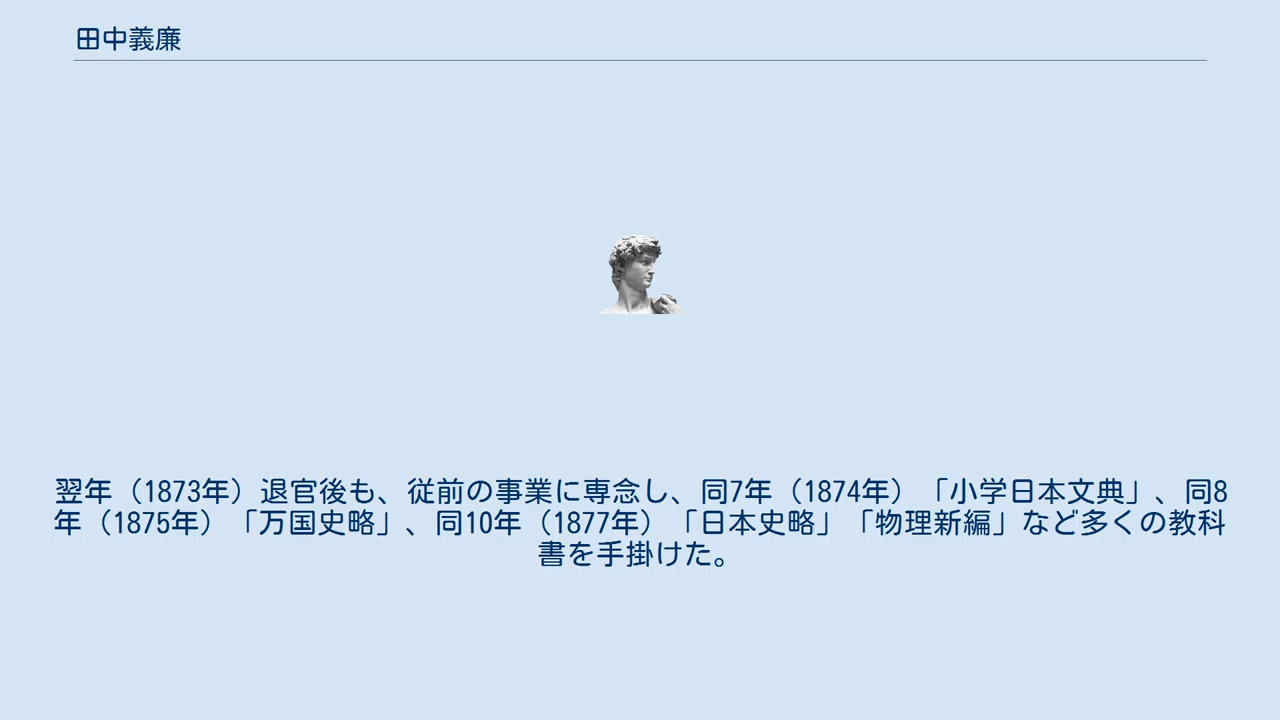 田中義廉
翌年（1873年）退官後も、従前の事業に専念し、同7年（1874年）「小学日本文典」、同8
年（1875年）「万国史略」、同10年（1877年）「日本史略」「物理新編」など多くの教科
書を手掛けた。